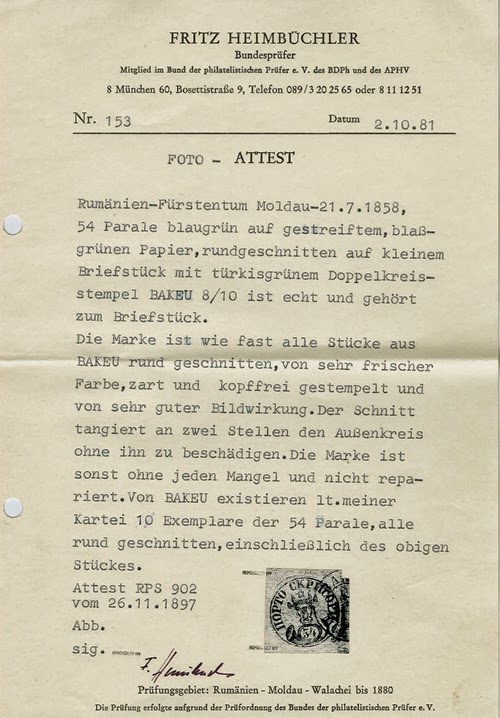 FRITZ HEIMBÜCHLER
Bundesprüfer
Mitglied im Bund der philatelistischen Prüfer e. V. des BDPh und des APHV
8 München 60, Bosettistraße 9, Telefon 089/3 20 25 65 oder 8 11 12 51
Nr. 153 Datum 2.10.81
FOTO – ATTEST
Rumänien-Fürstentum Moldau-21.7.1858,
54 Parale blaugrün auf gestreiftem,blaß-
grünen Papier,rundgeschnitten auf kleinem
Briefstück mit türkisgrünem Doppelkreis-
stempel BAKEU 8/10 ist echt und gehört
zum Briefstück.
Die Marke ist wie fast alle Stücke aus
BAKEU rund geschnitten,von sehr frischer
Farbe,zart und kopffrei gestempelt und
von sehr guter Bildwirkung.Der Schnitt
tangiert an zwei Stellen den Außenkreis
ohne ihn zu beschädigen.Die Marke ist
sonst ohne jeden Mangel und nicht repa-
riert.Von BAKEU existieren lt.meiner
Kartei 10 Exemplare der 54 Parale,alle
rund geschnitten,einschließlich des obigen
Stückes.
Attest RPS 902
vom 26.11.1897
Abb.
sig.
ПОРТО СКРИСОРИ
54
Prüfungsgebiet: Rumänien - Moldau - Walachei bis 1880
Die Prüfung erfolgte aufgrund der Prüfordnung des Bundes der philatelistischen Prüfer e. V.